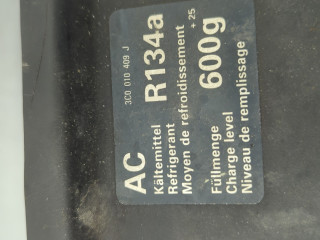 3C0 010 409 J
AC R134a
Kältemittel
Refrigerant
Moyen de refroidissement
Füllmenge 600g + 25
Charge level
Niveau de remplissage